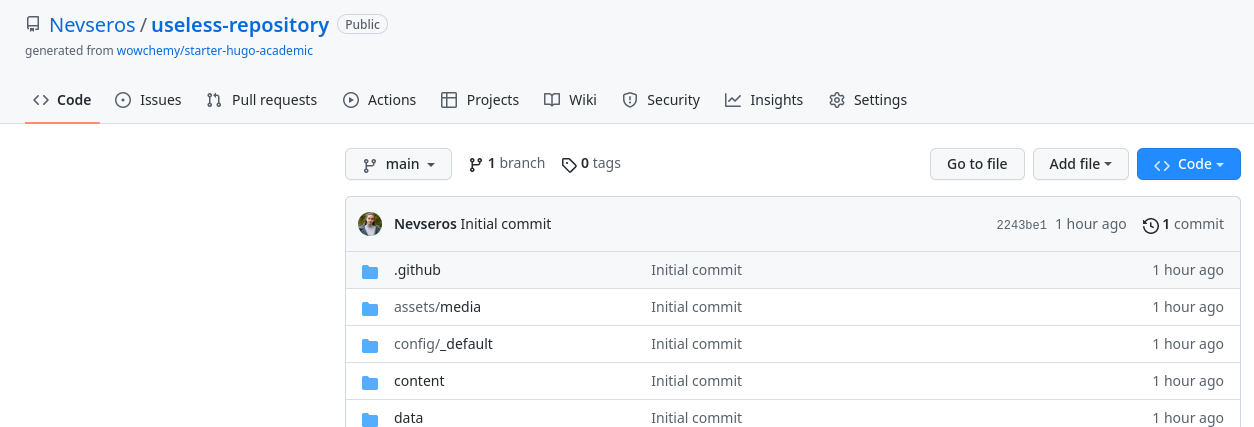 Nevseros / useless-repository Public
generated from wowchemy/starter-hugo-academic
Code Issues Pull requests Actions Projects Wiki Security Insights Settings
main 1 branch 0 tags Go to file Add file Code
Nevseros Initial commit 2243be1 1 hour ago 1 commit
.github Initial commit 1 hour ago
assets/media Initial commit 1 hour ago
config/_default Initial commit 1 hour ago
content Initial commit 1 hour ago
data Initial commit 1 hour ago